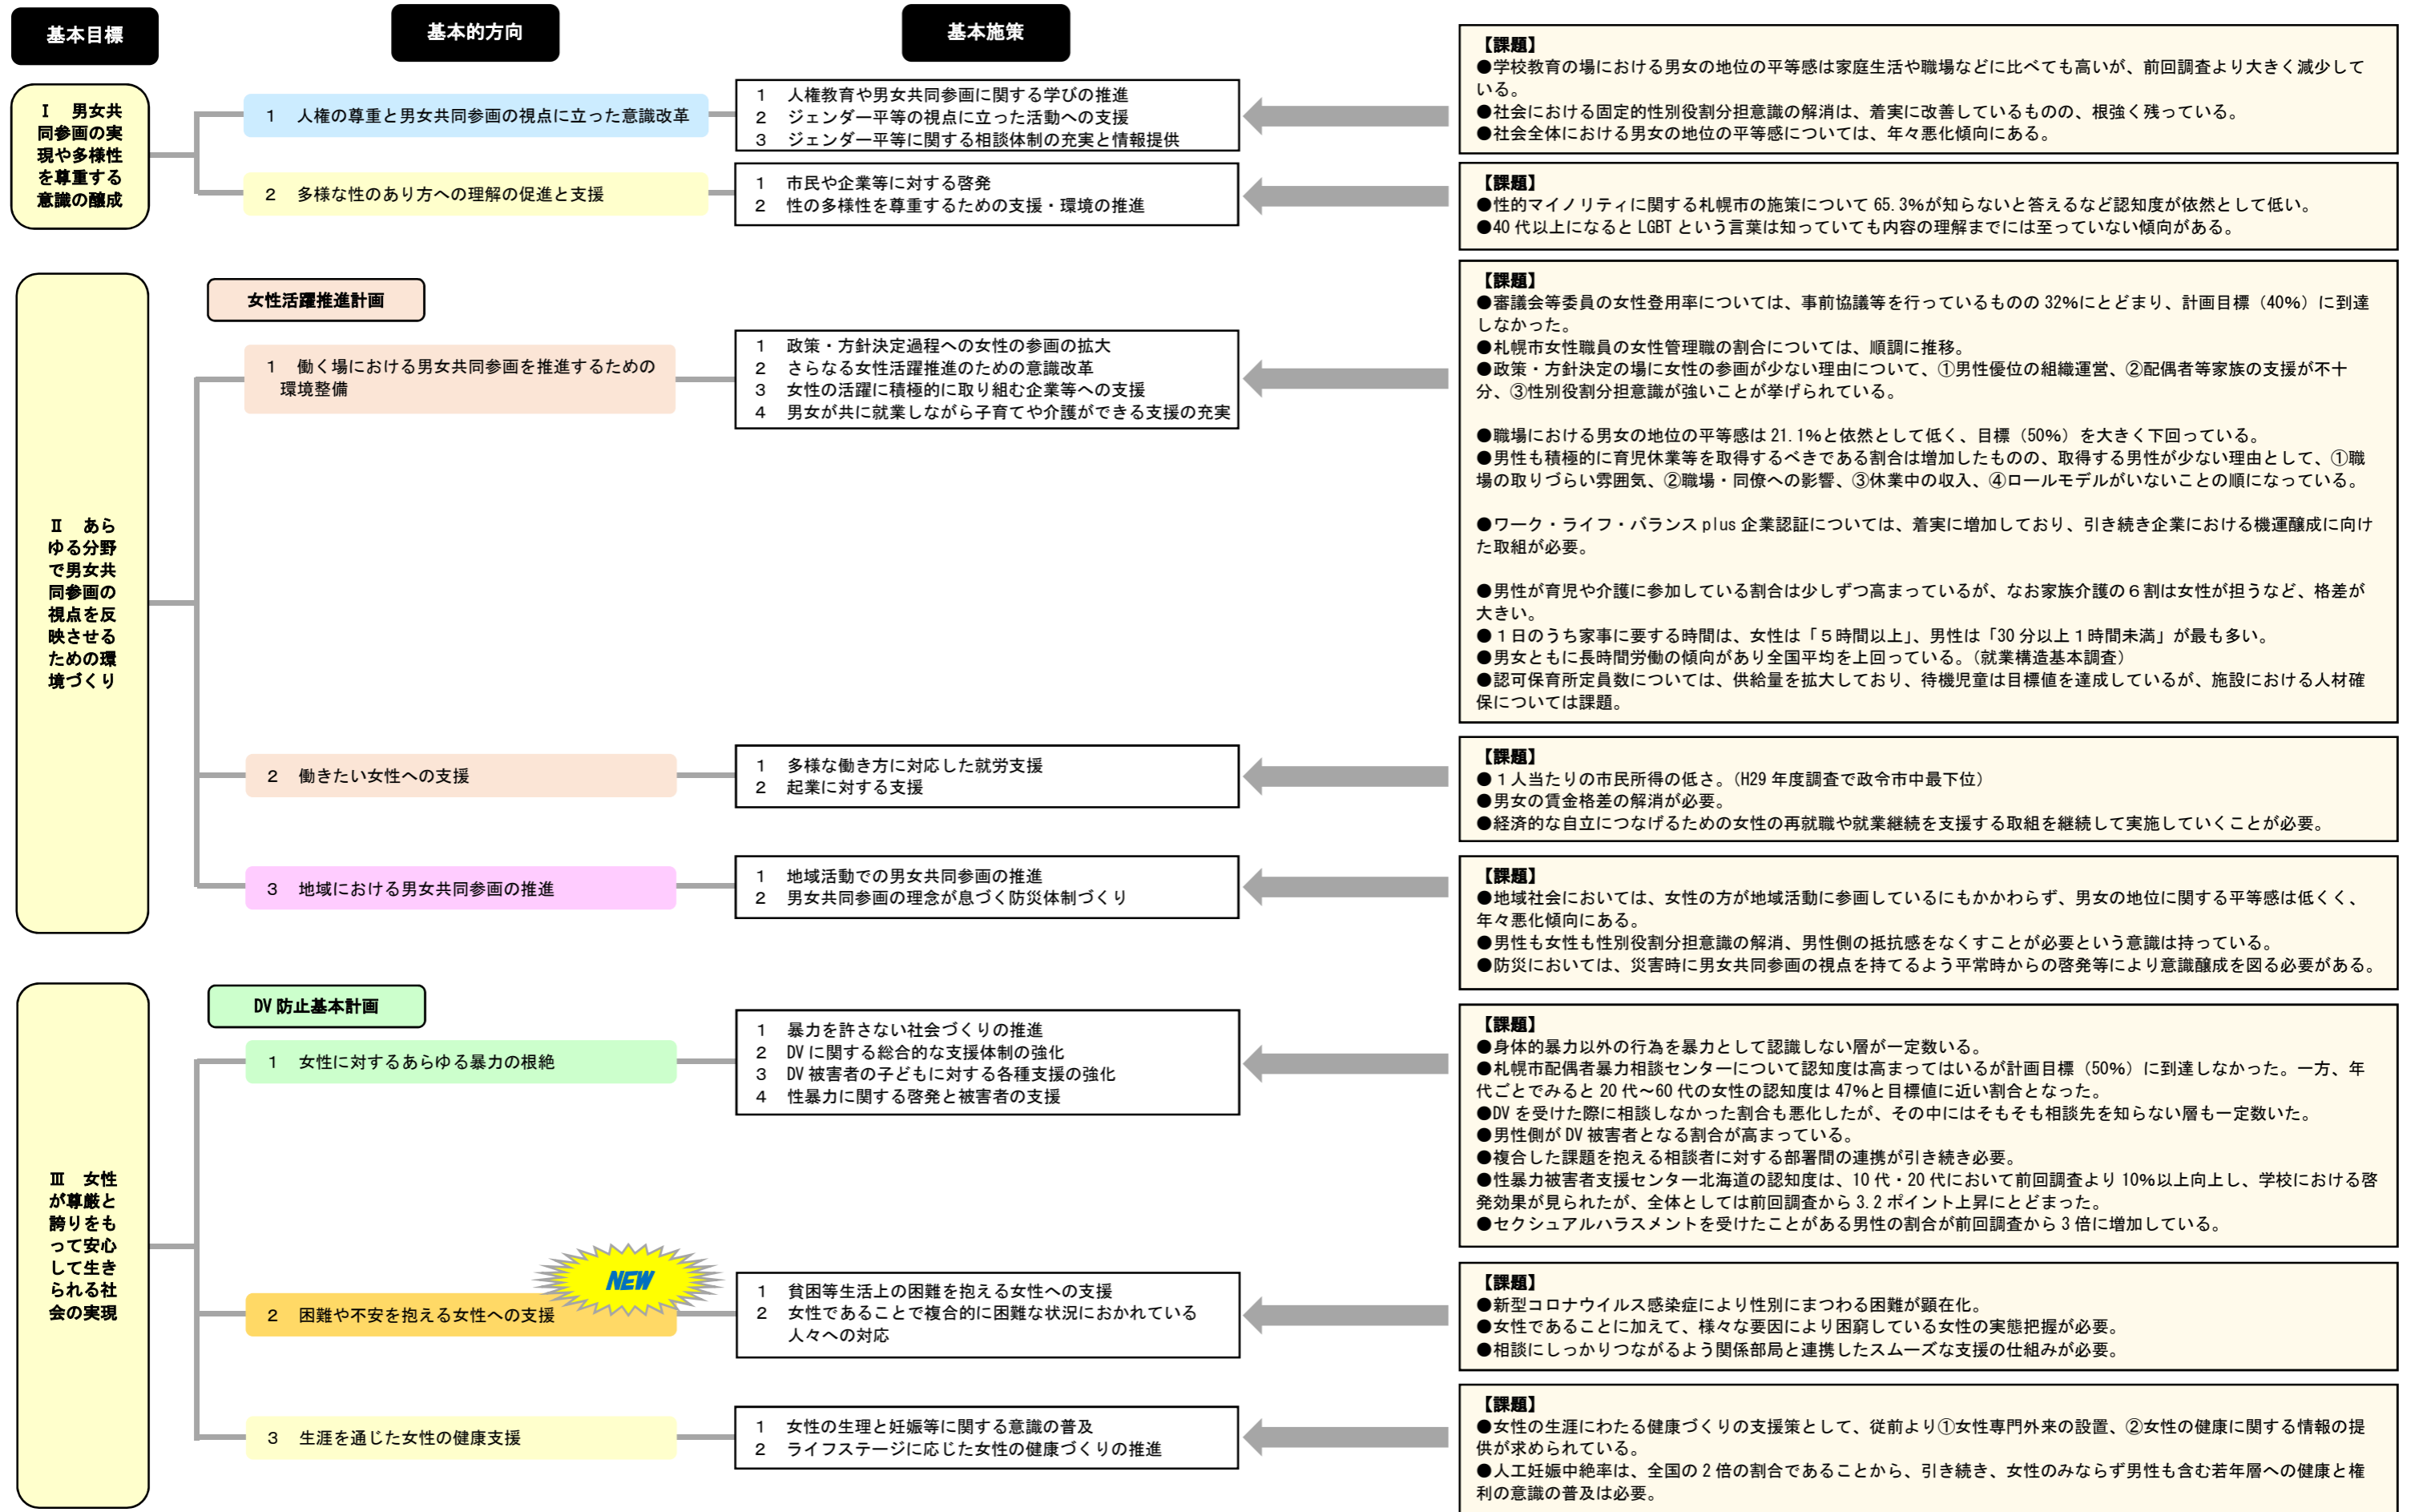 基本目標
基本的方向
基本施策
Ⅰ　男女共
同参画の実
現や多様性
を尊重する
意識の醸成
1　人権の尊重と男女共同参画の視点に立った意識改革
1　人権教育や男女共同参画に関する学びの推進
2　ジェンダー平等の視点に立った活動への支援
3　ジェンダー平等に関する相談体制の充実と情報提供
【課題】
●学校教育の場における男女の地位の平等感は家庭生活や職場などに比べても高いが、前回調査より大きく減少して
いる。
●社会における固定的性別役割分担意識の解消は、着実に改善しているものの、根強く残っている。
●社会全体における男女の地位の平等感については、年々悪化傾向にある。
2　多様な性のあり方への理解の促進と支援
1　市民や企業等に対する啓発
2　性の多様性を尊重するための支援・環境の推進
【課題】
●性的マイノリティに関する札幌市の施策について 65.3%が知らないと答えるなど認知度が依然として低い。
●40 代以上になると LGBT という言葉は知っていても内容の理解までには至っていない傾向がある。
Ⅱ　あら
ゆる分野
で男女共
同参画の
視点を反
映させる
ための環
境づくり
女性活躍推進計画
1　働く場における男女共同参画を推進するための
環境整備
1　政策・方針決定過程への女性の参画の拡大
2　さらなる女性活躍推進のための意識改革
3　女性の活躍に積極的に取り組む企業等への支援
4　男女が共に就業しながら子育てや介護ができる支援の充実
【課題】
●審議会等委員の女性登用率については、事前協議等を行っているものの 32%にとどまり、計画目標（40%）に到達
しなかった。
●札幌市女性職員の女性管理職の割合については、順調に推移。
●政策・方針決定の場に女性の参画が少ない理由について、①男性優位の組織運営、②配偶者等家族の支援が不十
分、③性別役割分担意識が強いことが挙げられている。
●職場における男女の地位の平等感は 21.1%と依然として低く、目標（50%）を大きく下回っている。
●男性も積極的に育児休業等を取得するべきである割合は増加したものの、取得する男性が少ない理由として、①職
場の取りづらい雰囲気、②職場・同僚への影響、③休業中の収入、④ロールモデルがいないことの順になっている。
●ワーク・ライフ・バランス plus 企業認証については、着実に増加しており、引き続き企業における機運醸成に向け
た取組が必要。
●男性が育児や介護に参加している割合は少しずつ高まっているが、なお家族介護の６割は女性が担うなど、格差が
大きい。
●１日のうち家事に要する時間は、女性は「５時間以上」、男性は「30 分以上１時間未満」が最も多い。
●男女ともに長時間労働の傾向があり全国平均を上回っている。（就業構造基本調査）
●認可保育所定員数については、供給量を拡大しており、待機児童は目標値を達成しているが、施設における人材確
保については課題。
2　働きたい女性への支援
1　多様な働き方に対応した就労支援
2　起業に対する支援
【課題】
●１人当たりの市民所得の低さ。（H29 年度調査で政令市中最下位）
●男女の賃金格差の解消が必要。
●経済的な自立につなげるための女性の再就職や就業継続を支援する取組を継続して実施していくことが必要。
3　地域における男女共同参画の推進
1　地域活動での男女共同参画の推進
2　男女共同参画の理念が息づく防災体制づくり
【課題】
●地域社会においては、女性の方が地域活動に参画しているにもかかわらず、男女の地位に関する平等感は低くく、
年々悪化傾向にある。
●男性も女性も性別役割分担意識の解消、男性側の抵抗感をなくすことが必要という意識は持っている。
●防災においては、災害時に男女共同参画の視点を持てるよう平常時からの啓発等により意識醸成を図る必要がある。
Ⅲ　女性
が尊厳と
誇りをも
って安心
して生き
られる社
会の実現
DV 防止基本計画
1　女性に対するあらゆる暴力の根絶
1　暴力を許さない社会づくりの推進
2　DV に関する総合的な支援体制の強化
3　DV 被害者の子どもに対する各種支援の強化
4　性暴力に関する啓発と被害者の支援
【課題】
●身体的暴力以外の行為を暴力として認識しない層が一定数いる。
●札幌市配偶者暴力相談センターについて認知度は高まってはいるが計画目標（50%）に到達しなかった。一方、年
代ごとでみると 20 代～60 代の女性の認知度は 47%と目標値に近い割合となった。
●DV を受けた際に相談しなかった割合も悪化したが、その中にはそもそも相談先を知らない層も一定数いた。
●男性側が DV 被害者となる割合が高まっている。
●複合した課題を抱える相談者に対する部署間の連携が引き続き必要。
●性暴力被害者支援センター北海道の認知度は、10 代・20 代において前回調査より 10%以上向上し、学校における啓
発効果が見られたが、全体としては前回調査から 3.2 ポイント上昇にとどまった。
●セクシュアルハラスメントを受けたことがある男性の割合が前回調査から 3 倍に増加している。
NEW
2　困難や不安を抱える女性への支援
1　貧困等生活上の困難を抱える女性への支援
2　女性であることで複合的に困難な状況におかれている
人々への対応
【課題】
●新型コロナウイルス感染症により性別にまつわる困難が顕在化。
●女性であることに加えて、様々な要因により困窮している女性の実態把握が必要。
●相談にしっかりつながるよう関係部局と連携したスムーズな支援の仕組みが必要。
3　生涯を通じた女性の健康支援
1　女性の生理と妊娠等に関する意識の普及
2　ライフステージに応じた女性の健康づくりの推進
【課題】
●女性の生涯にわたる健康づくりの支援策として、従前より①女性専門外来の設置、②女性の健康に関する情報の提
供が求められている。
●人工妊娠中絶率は、全国の 2 倍の割合であることから、引き続き、女性のみならず男性も含む若年層への健康と権
利の意識の普及は必要。